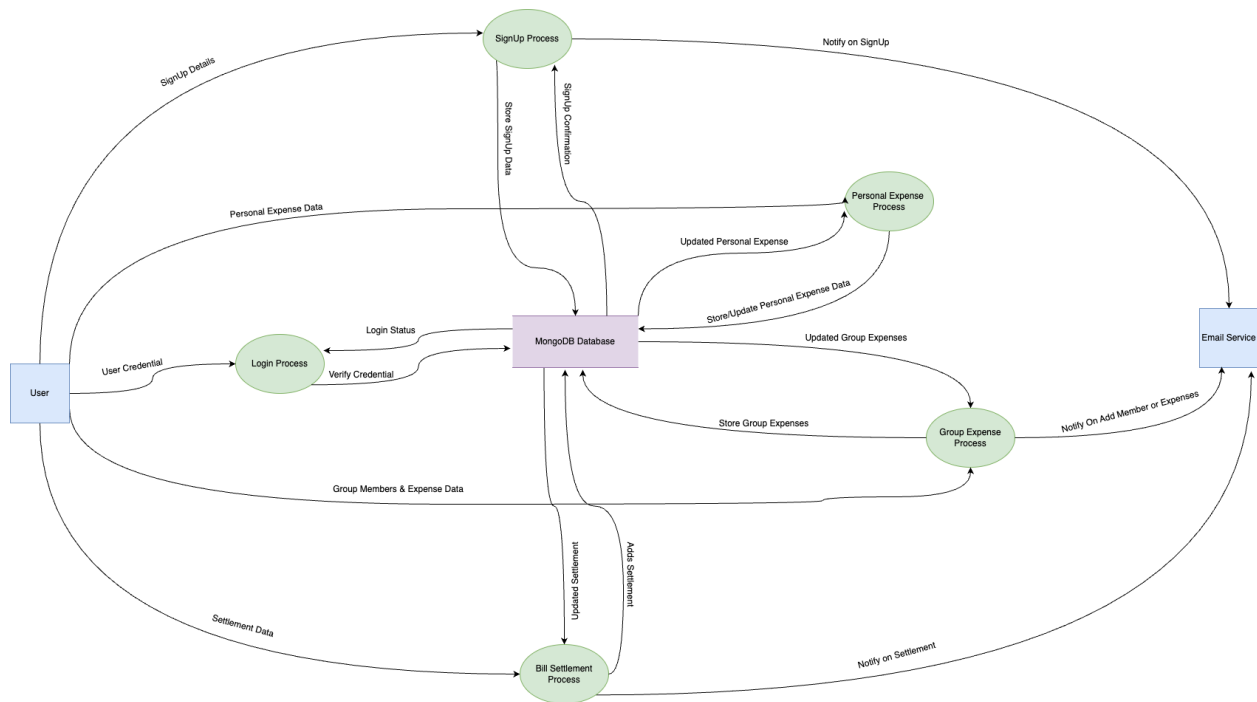 SignUp Process
Notify on SignUp
SignUp Details
Store SignUp Data
SignUp Confirmation
Personal Expense
Process
Personal Expense Data
Updated Personal Expense
Store/Update Personal Expense Data
Login Status
MongoDB Database
Updated Group Expenses
Email Service
User Credential
Login Process
Verify Credential
User
Notify On Add Member or Expenses
Store Group Expenses
Group Expense
Process
Group Members & Expense Data
Updated Settlement
Adds Settlement
Settlement Data
Notify on Settlement
Bill Settlement
Process